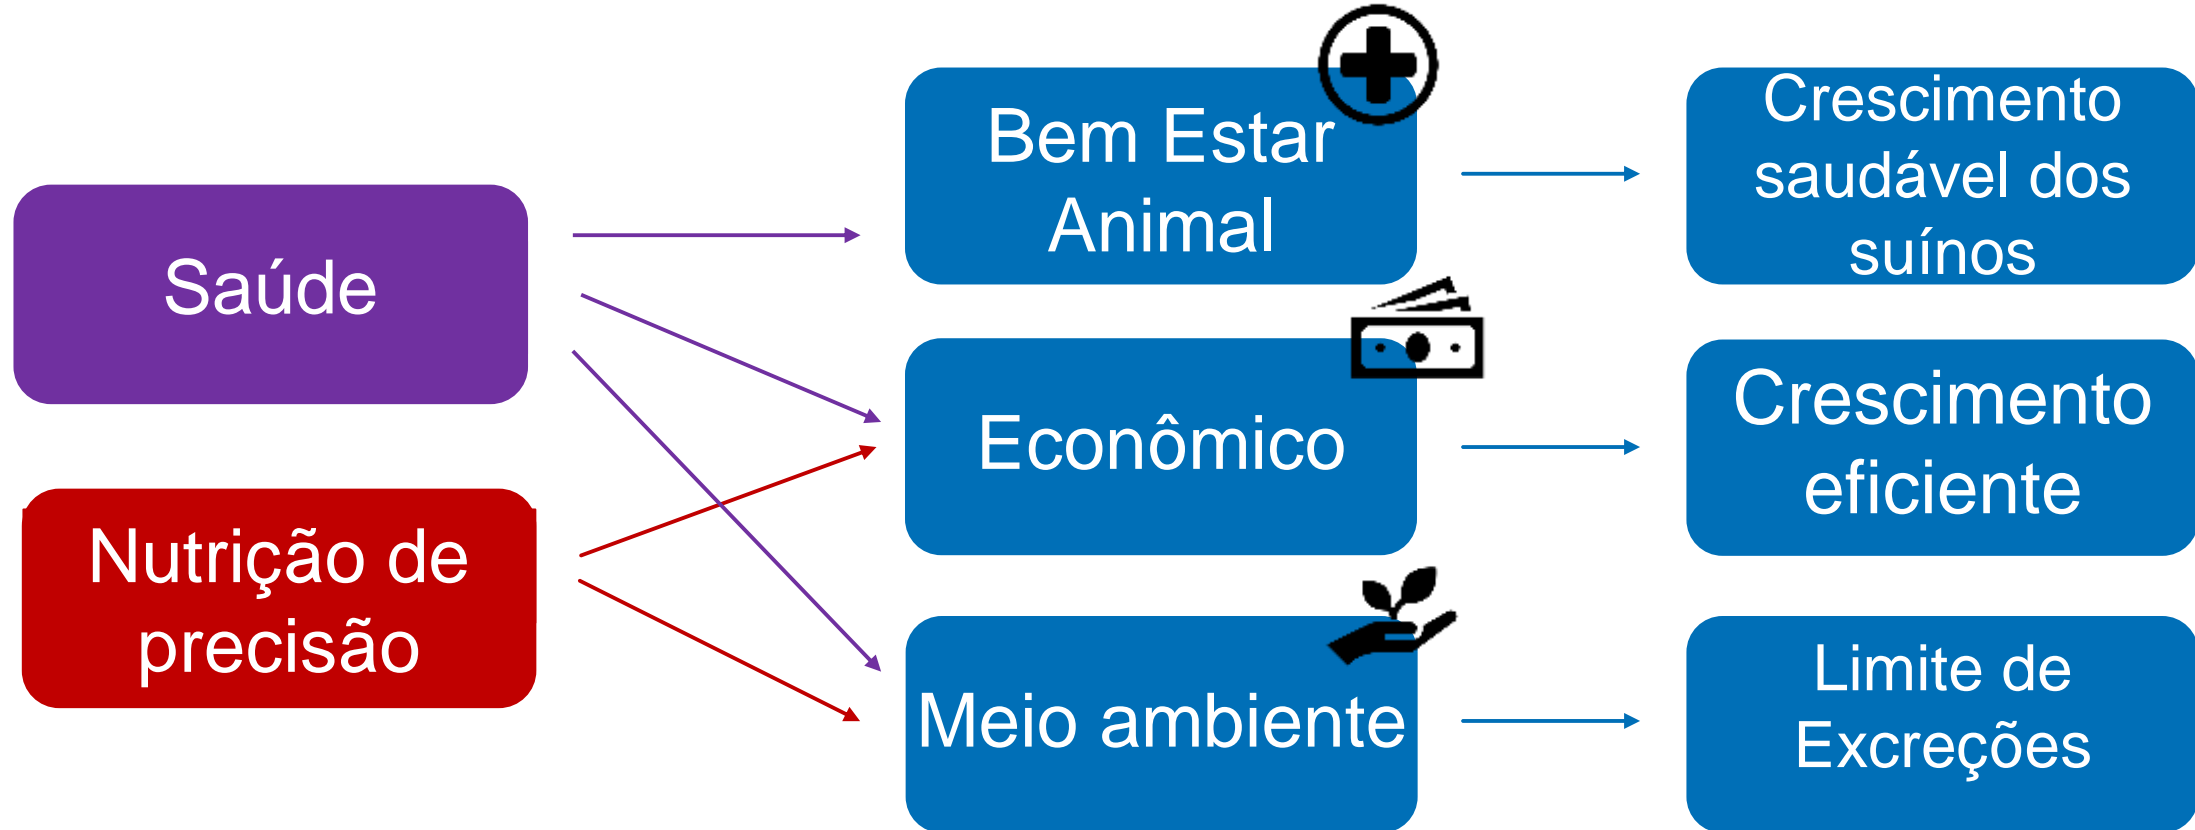 Saúde
Nutrição de
precisão
Bem Estar
Animal
Econômico
Meio ambiente
Crescimento
saudável dos
suínos
Crescimento
eficiente
Limite de
Excreções